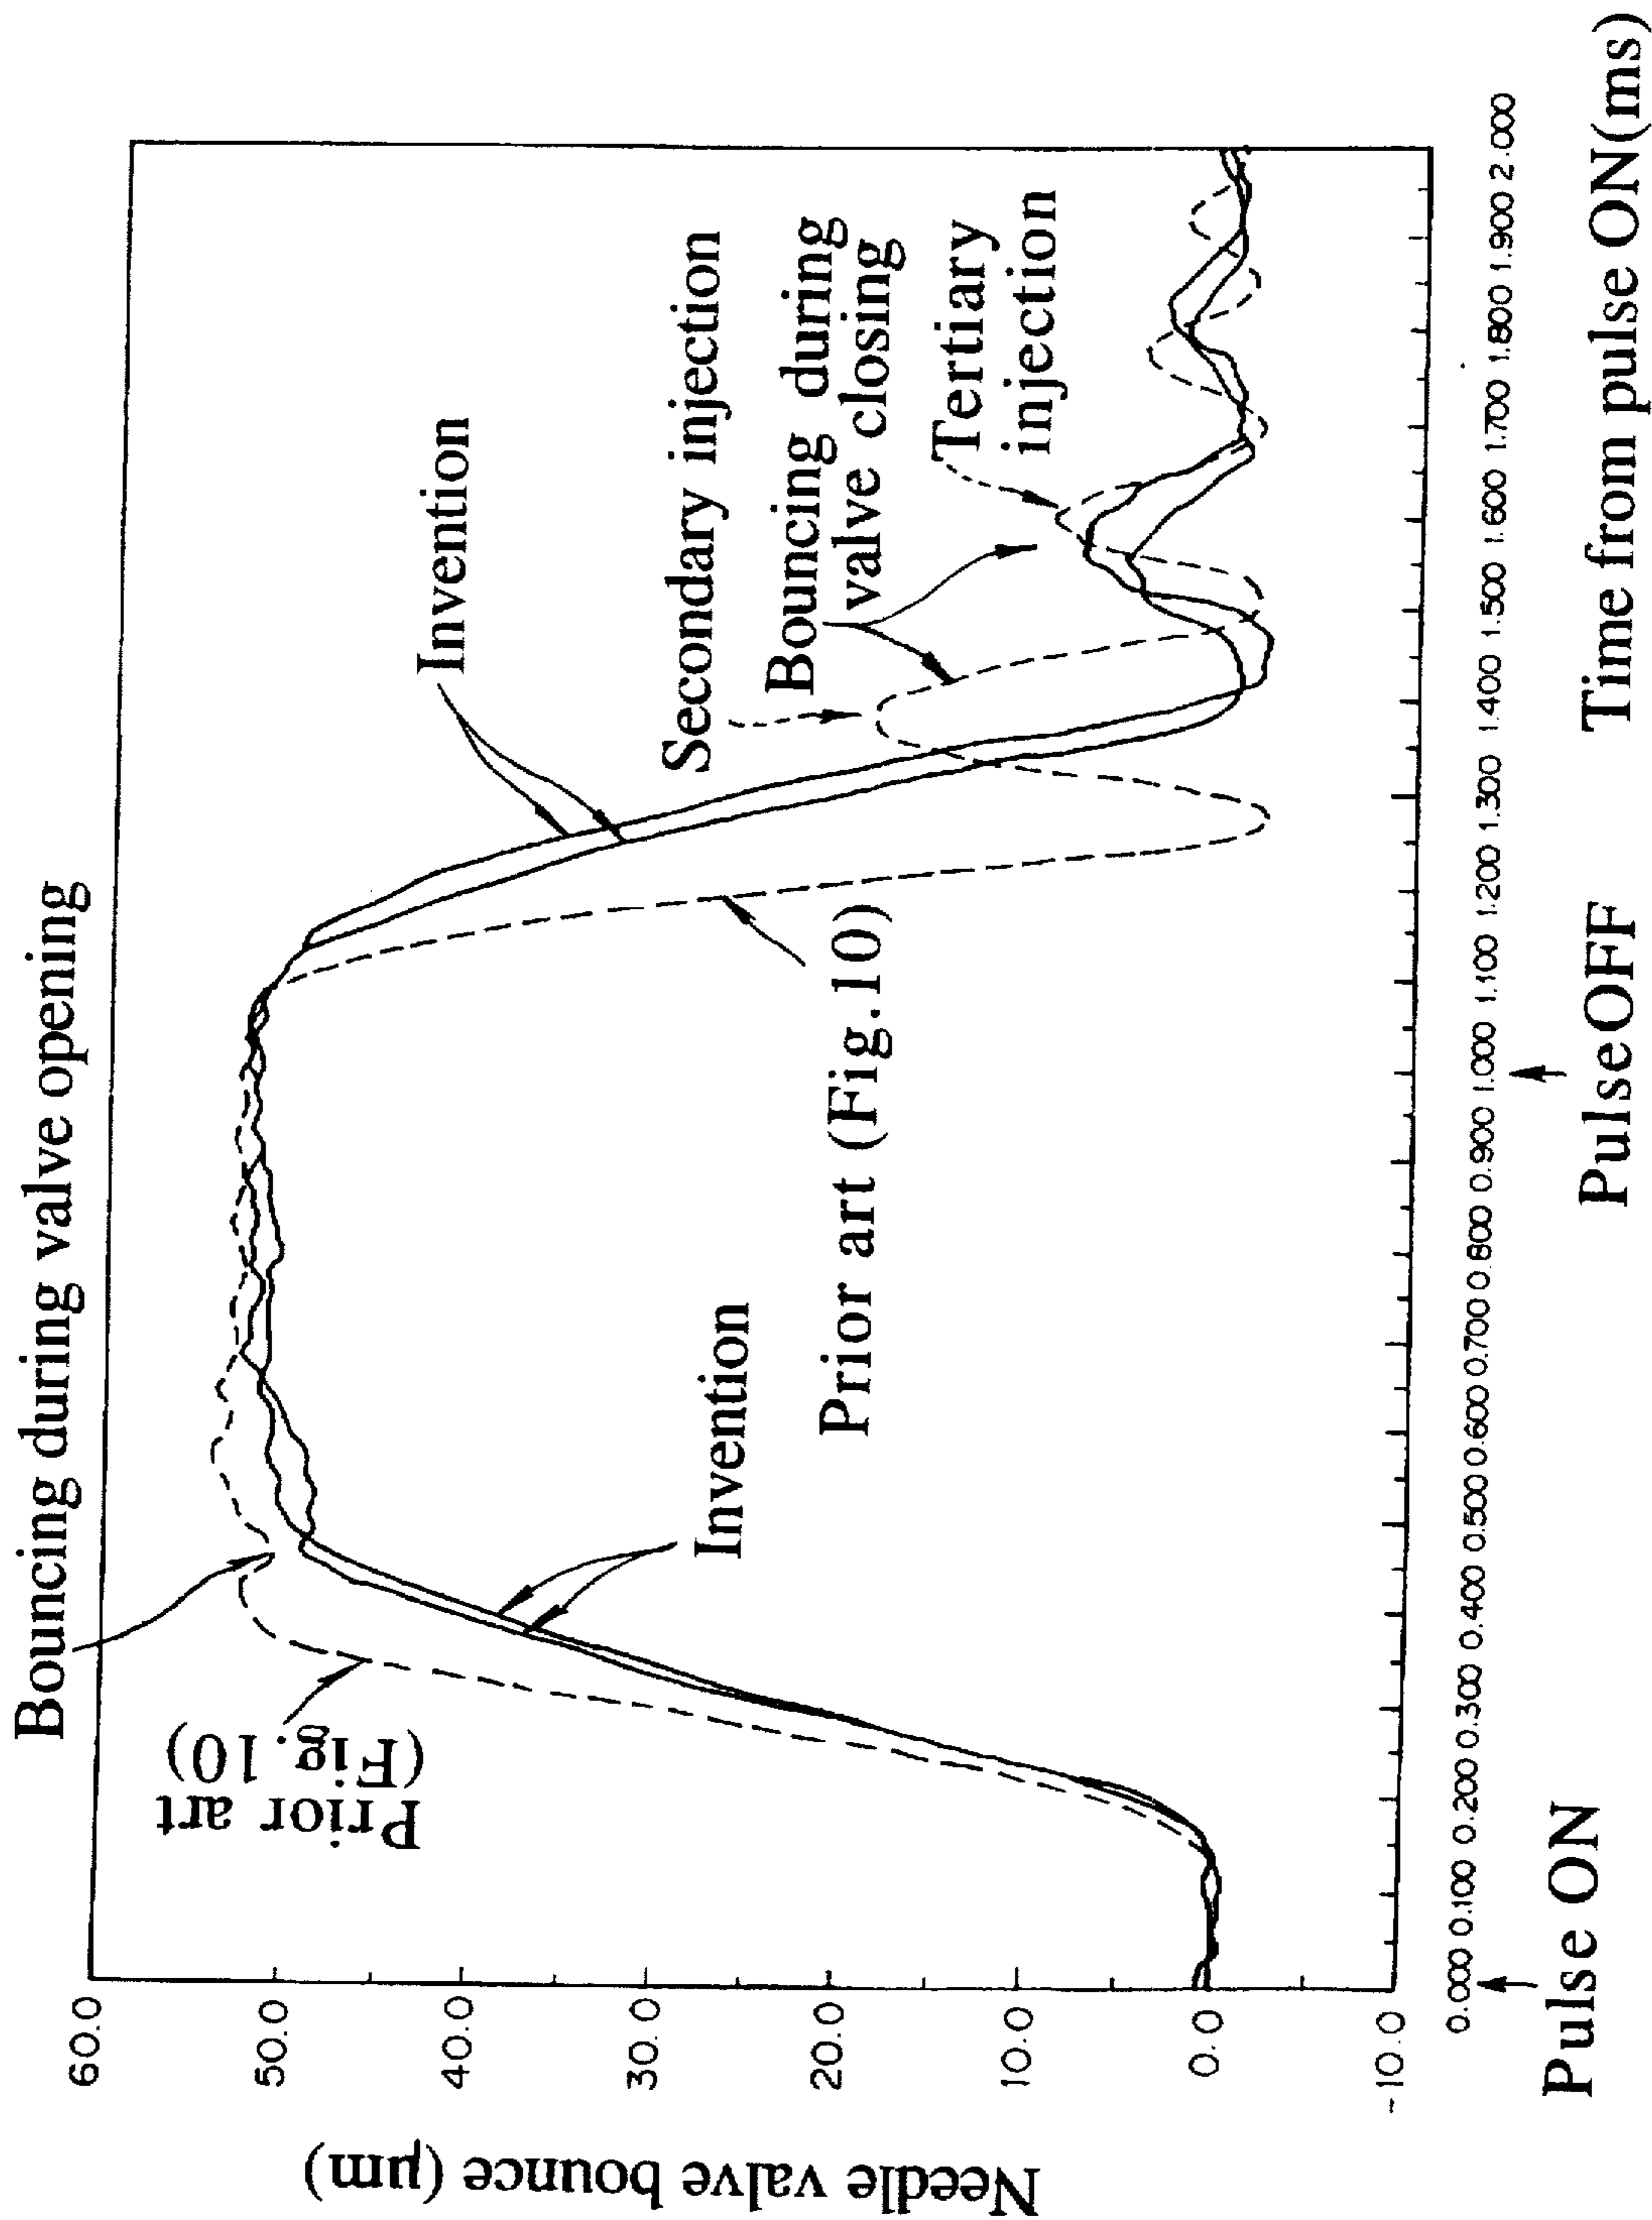 Bouncing during valve opening
Prior art
(Fig.10)
Invention
Secondary injection
Bouncing during
valve closing
Tertiary
injection
Invention
Prior art (Fig.10)
Needle valve bounce (μm)
60.0
50.0
40.0
30.0
20.0
10.0
0.0
-10.0
0.000 0.100 0.200 0.300 0.400 0.500 0.600 0.700 0.800 0.900 1.000 1.100 1.200 1.300 1.400 1.500 1.600 1.700 1.800 1.900 2.000
Pulse ON
Pulse OFF
Time from pulse ON(ms)